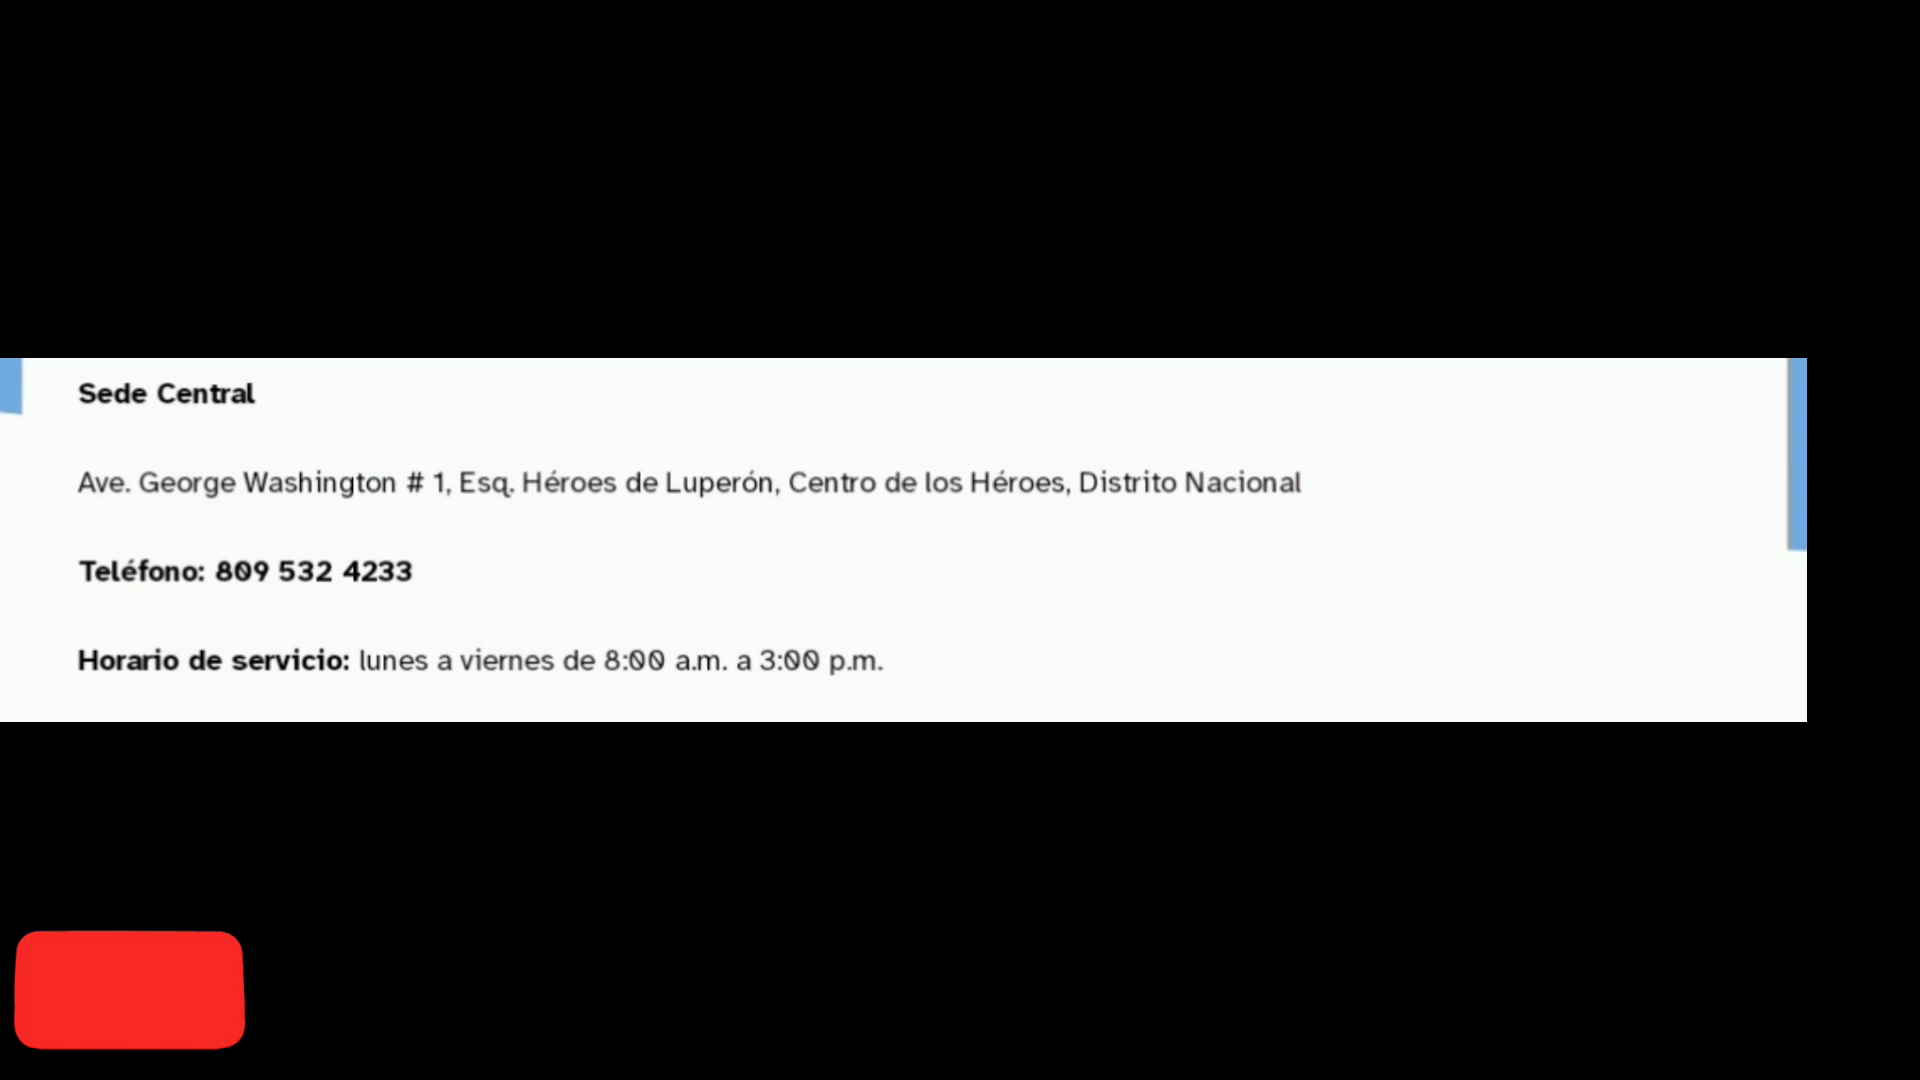 Sede Central
Ave. George Washington # 1, Esq. Héroes de Luperón, Centro de los Héroes, Distrito Nacional
Teléfono: 809 532 4233
Horario de servicio: lunes a viernes de 8:00 a.m. a 3:00 p.m.